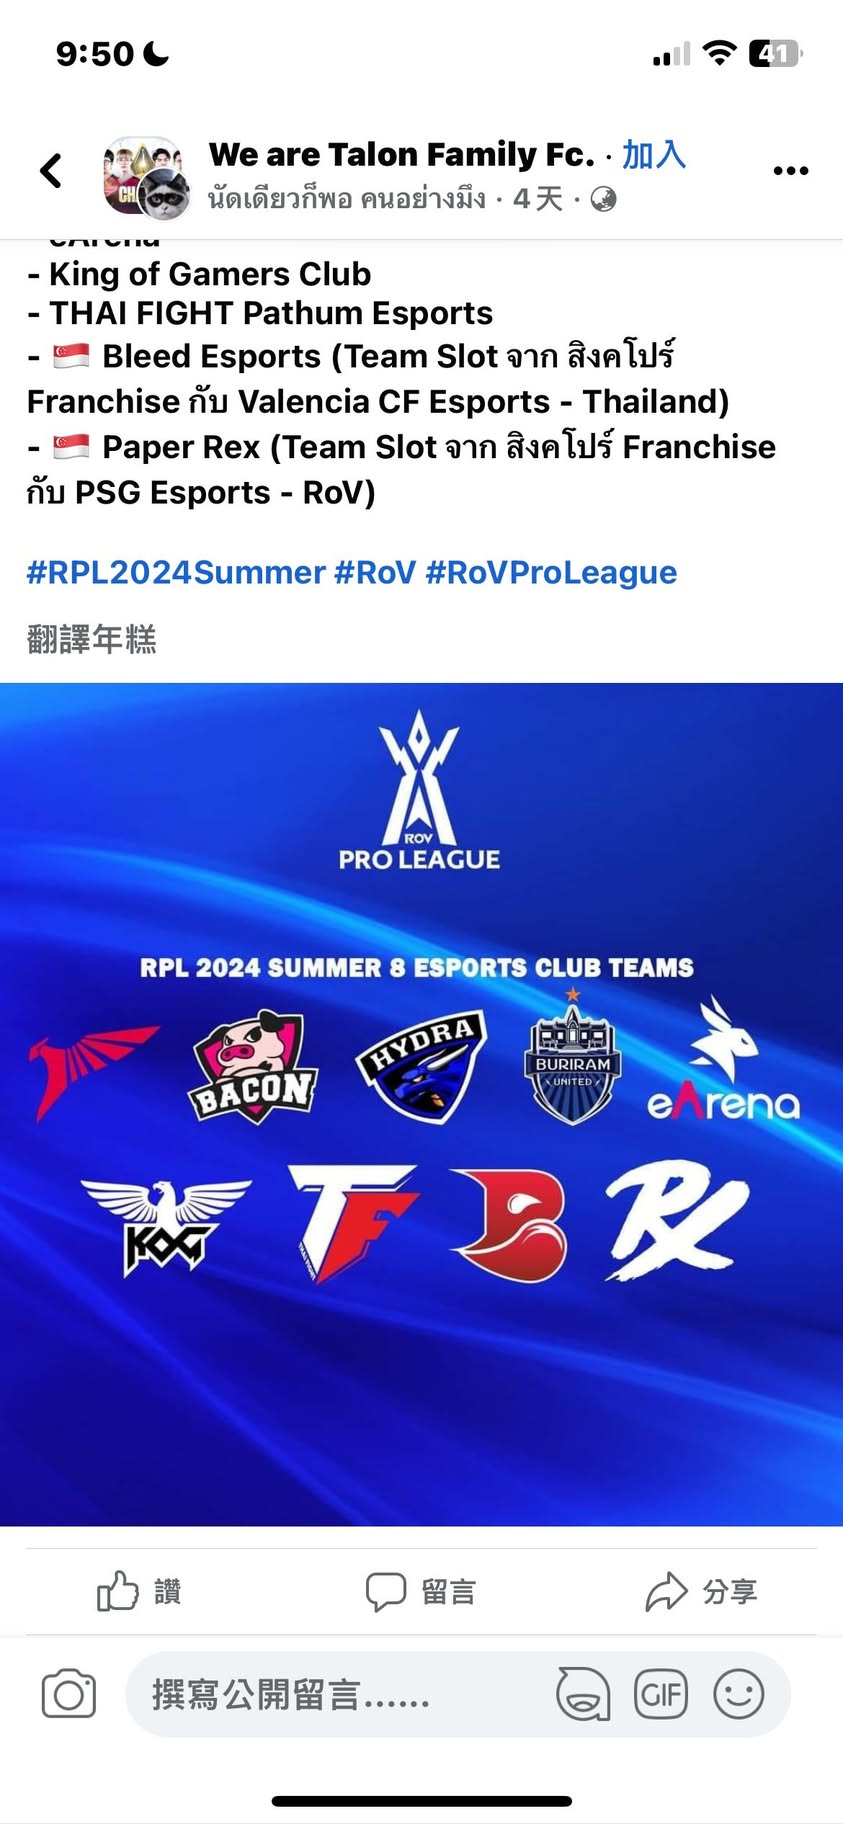 9:50
41
We are Talon Family Fc. · 加入
นัดเดียวก็พอ คนอย่างมึง · 4 天 ·
- eArena
- King of Gamers Club
- THAI FIGHT Pathum Esports
- 🇸🇬 Bleed Esports (Team Slot จาก สิงคโปร์
Franchise กับ Valencia CF Esports - Thailand)
- 🇸🇬 Paper Rex (Team Slot จาก สิงคโปร์ Franchise
กับ PSG Esports - RoV)
#RPL2024Summer #RoV #RoVProLeague
翻譯年糕
ROV
PRO LEAGUE
RPL 2024 SUMMER 8 ESPORTS CLUB TEAMS
BACON
HYDRA
BURIRAM
UNITED
eArena
KOG
TF
THAI FIGHT
B
PRX
讚
留言
分享
撰寫公開留言......
GIF